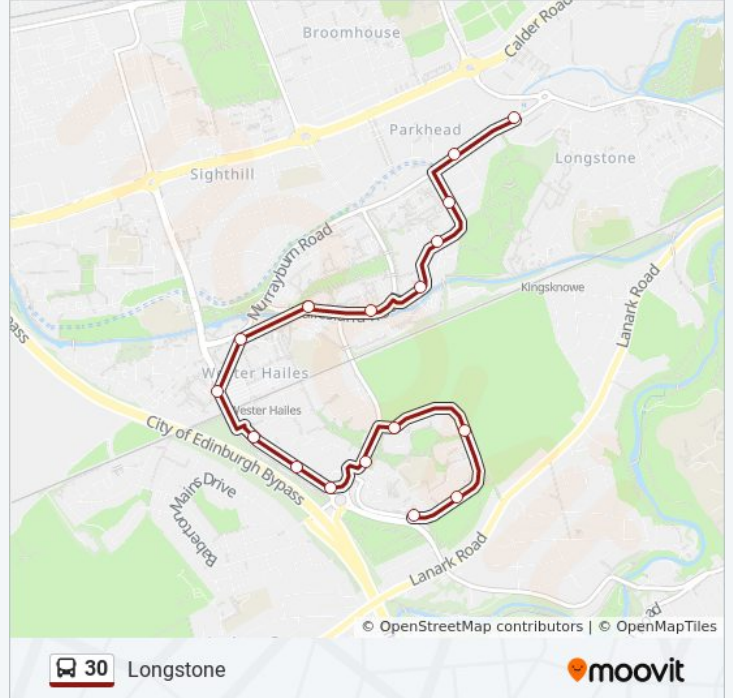 Broomhouse
Calder Road
Parkhead
Longstone
Sighthill
Murrayburn Road
Kingsknowe
Lanark Road
Wester Hailes
Wester Hailes
City of Edinburgh Bypass
Baberton Mains Drive
Lanark Road
© OpenStreetMap contributors | © OpenMapTiles
30 Longstone
moovit